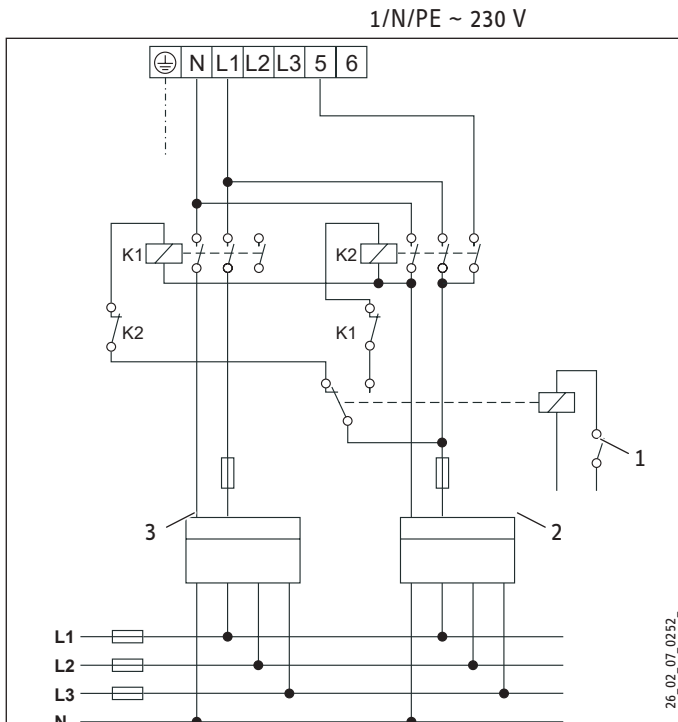 1/N/PE ~ 230 V
N L1 L2 L3 5 6
K1
K2
K2
K1
1
3
2
L1
L2
L3
N
26_02_07_0252_